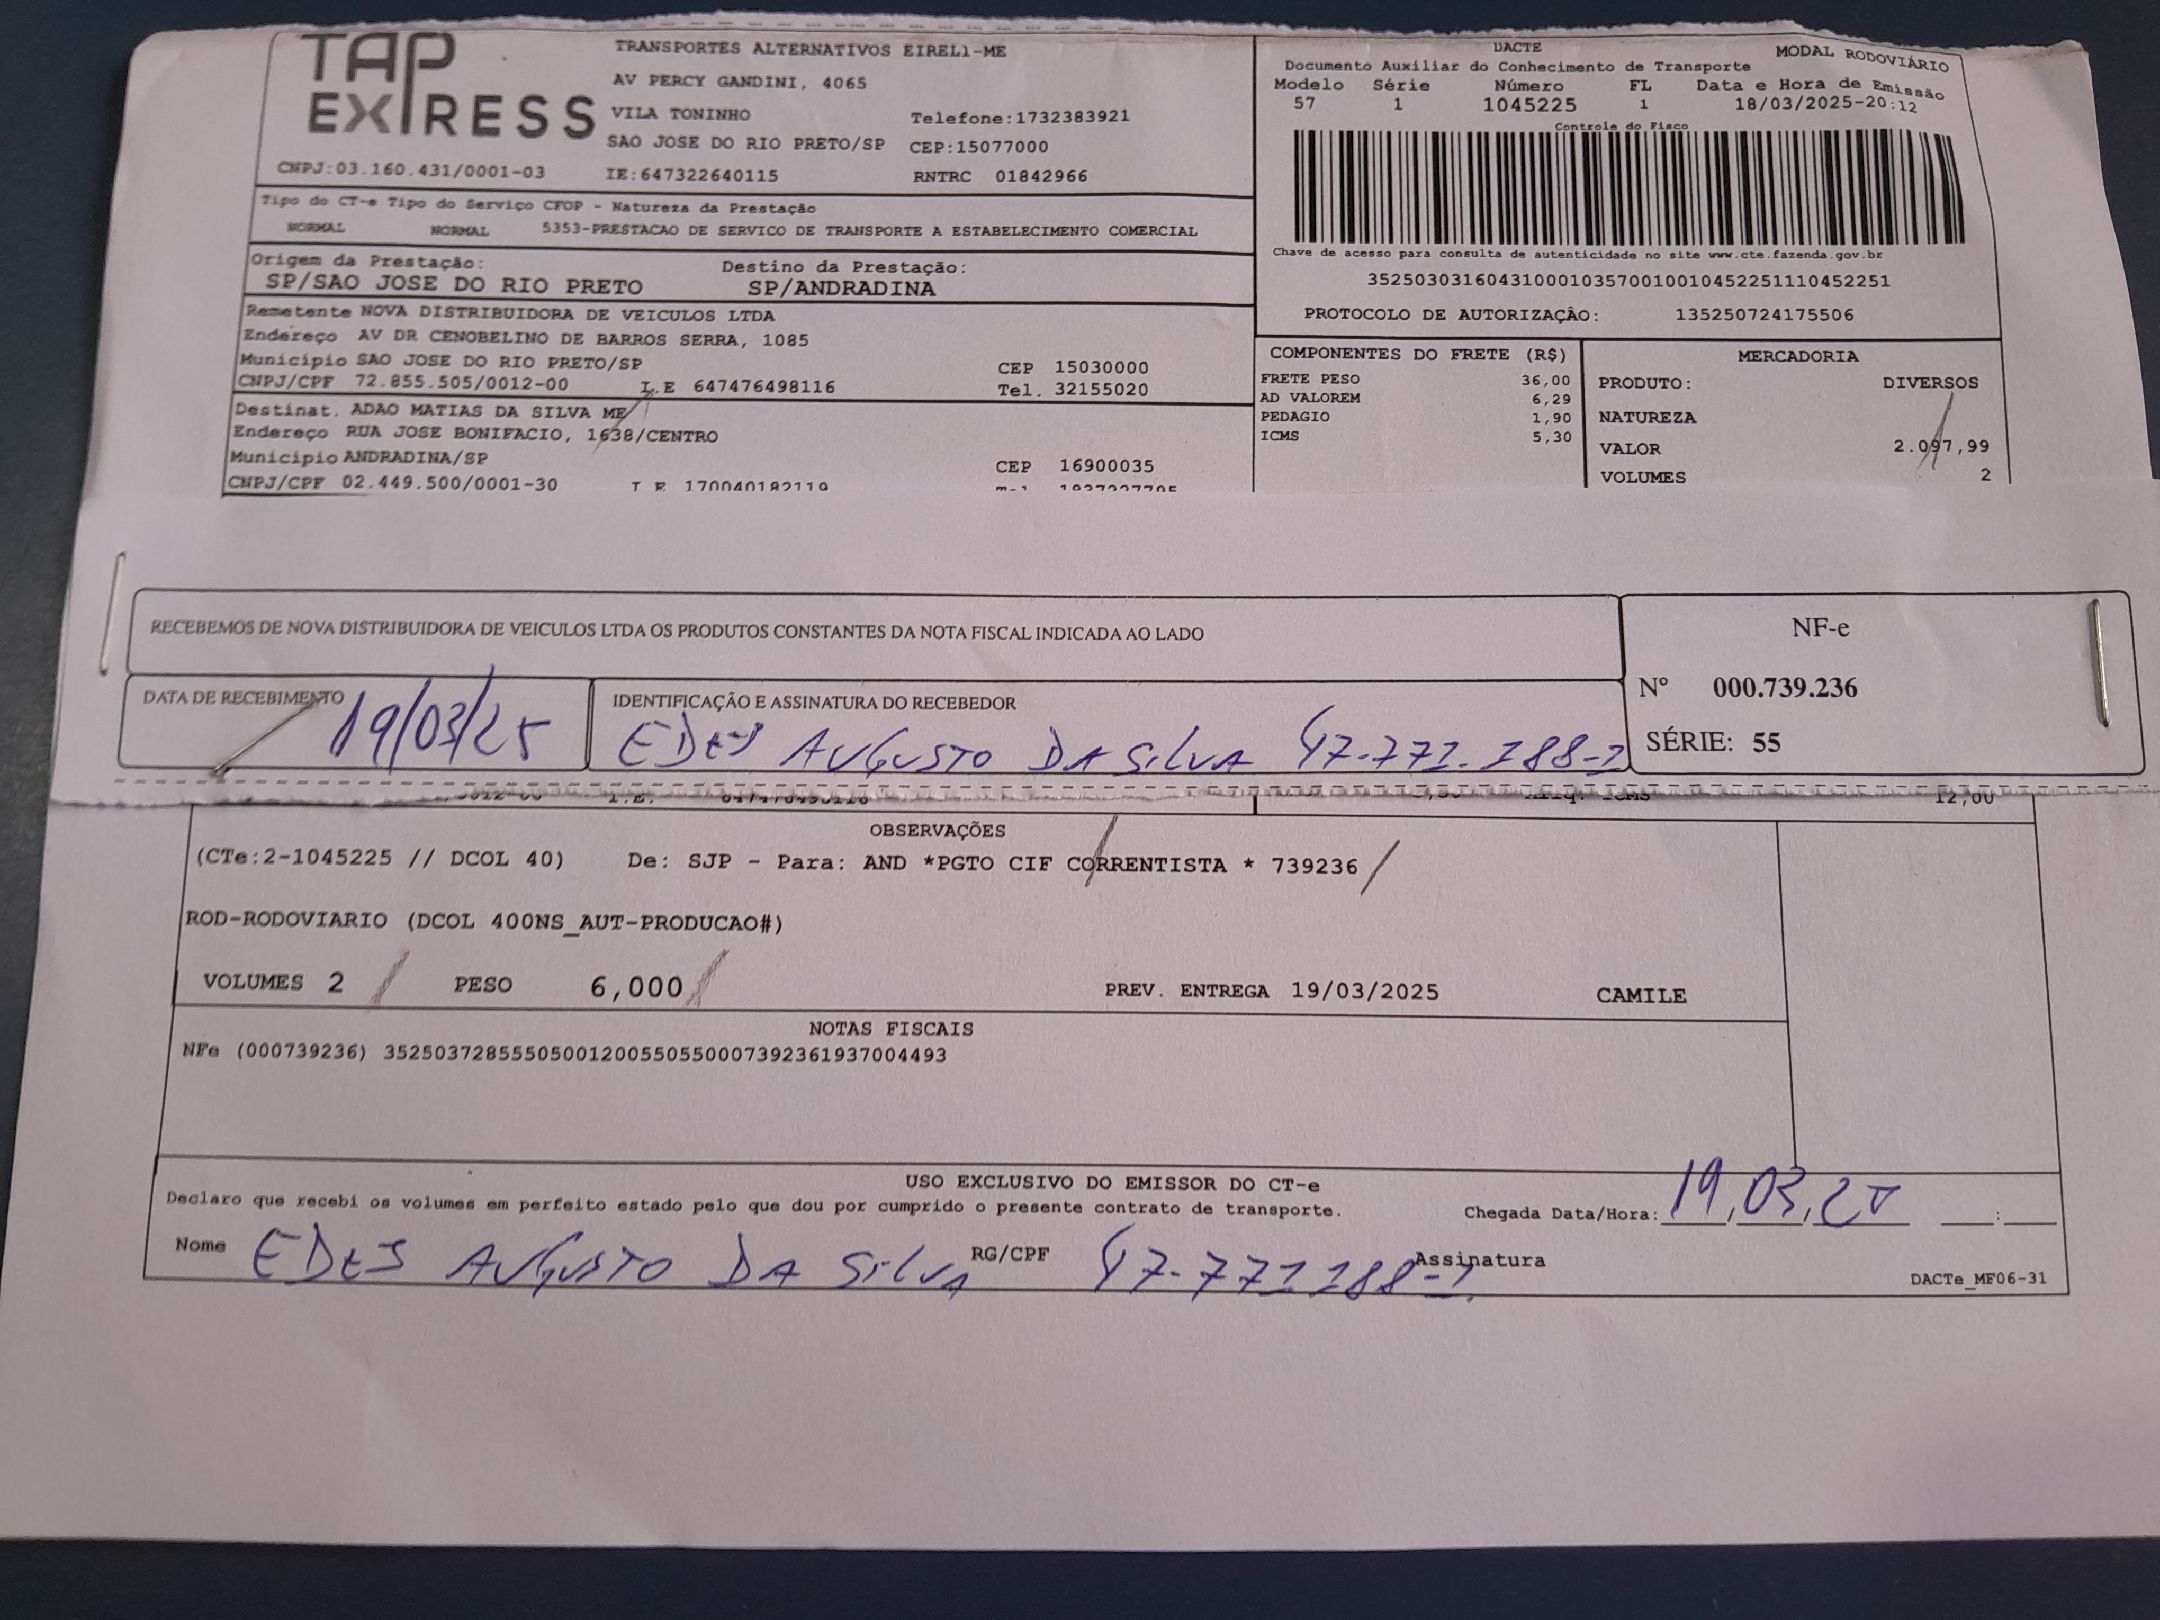 TAP EXPRESS
TRANSPORTES ALTERNATIVOS EIRELI-ME
AV PERCY GANDINI, 4065
VILA TONINHO Telefone:1732383921
SAO JOSE DO RIO PRETO/SP CEP:15077000
CNPJ:03.160.431/0001-03 IE:647322640115 RNTRC 01842966
DACTE MODAL RODOVIÁRIO
Documento Auxiliar do Conhecimento de Transporte
Modelo Série Número FL Data e Hora de Emissão
57 1 1045225 1 18/03/2025-20:12
Controle do Fisco
Chave de acesso para consulta de autenticidade no site www.cte.fazenda.gov.br
35250303160431000103570010010452251110452251
PROTOCOLO DE AUTORIZAÇÃO: 135250724175506
Tipo do CT-e Tipo do Serviço CFOP - Natureza da Prestação
NORMAL NORMAL 5353-PRESTACAO DE SERVICO DE TRANSPORTE A ESTABELECIMENTO COMERCIAL
Origem da Prestação: Destino da Prestação:
SP/SAO JOSE DO RIO PRETO SP/ANDRADINA
Remetente NOVA DISTRIBUIDORA DE VEICULOS LTDA
Endereço AV DR CENOBELINO DE BARROS SERRA, 1085
Município SAO JOSE DO RIO PRETO/SP CEP 15030000
CNPJ/CPF 72.855.505/0012-00 I.E 647476498116 Tel. 32155020
Destinat. ADAO MATIAS DA SILVA ME
Endereço RUA JOSE BONIFACIO, 1638/CENTRO
Município ANDRADINA/SP CEP 16900035
CNPJ/CPF 02.449.500/0001-30 I E 170040182119
COMPONENTES DO FRETE (R$)
FRETE PESO 36,00
AD VALOREM 6,29
PEDAGIO 1,90
ICMS 5,30
MERCADORIA
PRODUTO: DIVERSOS
NATUREZA
VALOR 2.097,99
VOLUMES 2
RECEBEMOS DE NOVA DISTRIBUIDORA DE VEICULOS LTDA OS PRODUTOS CONSTANTES DA NOTA FISCAL INDICADA AO LADO
DATA DE RECEBIMENTO
19/03/25
IDENTIFICAÇÃO E ASSINATURA DO RECEBEDOR
EDES AUGUSTO DA SILVA 47-771-188-1
NF-e
Nº 000.739.236
SÉRIE: 55
12,00
OBSERVAÇÕES
(CTe:2-1045225 // DCOL 40) De: SJP - Para: AND *PGTO CIF CORRENTISTA * 739236
ROD-RODOVIARIO (DCOL 400NS_AUT-PRODUCAO#)
VOLUMES 2 PESO 6,000 PREV. ENTREGA 19/03/2025 CAMILE
NOTAS FISCAIS
NFe (000739236) 35250372855505001200550550007392361937004493
USO EXCLUSIVO DO EMISSOR DO CT-e
Declaro que recebi os volumes em perfeito estado pelo que dou por cumprido o presente contrato de transporte.
Chegada Data/Hora: 19,03,25
Nome EDES AUGUSTO DA SILVA RG/CPF 47-771188-1 Assinatura
DACTe_MF06-31